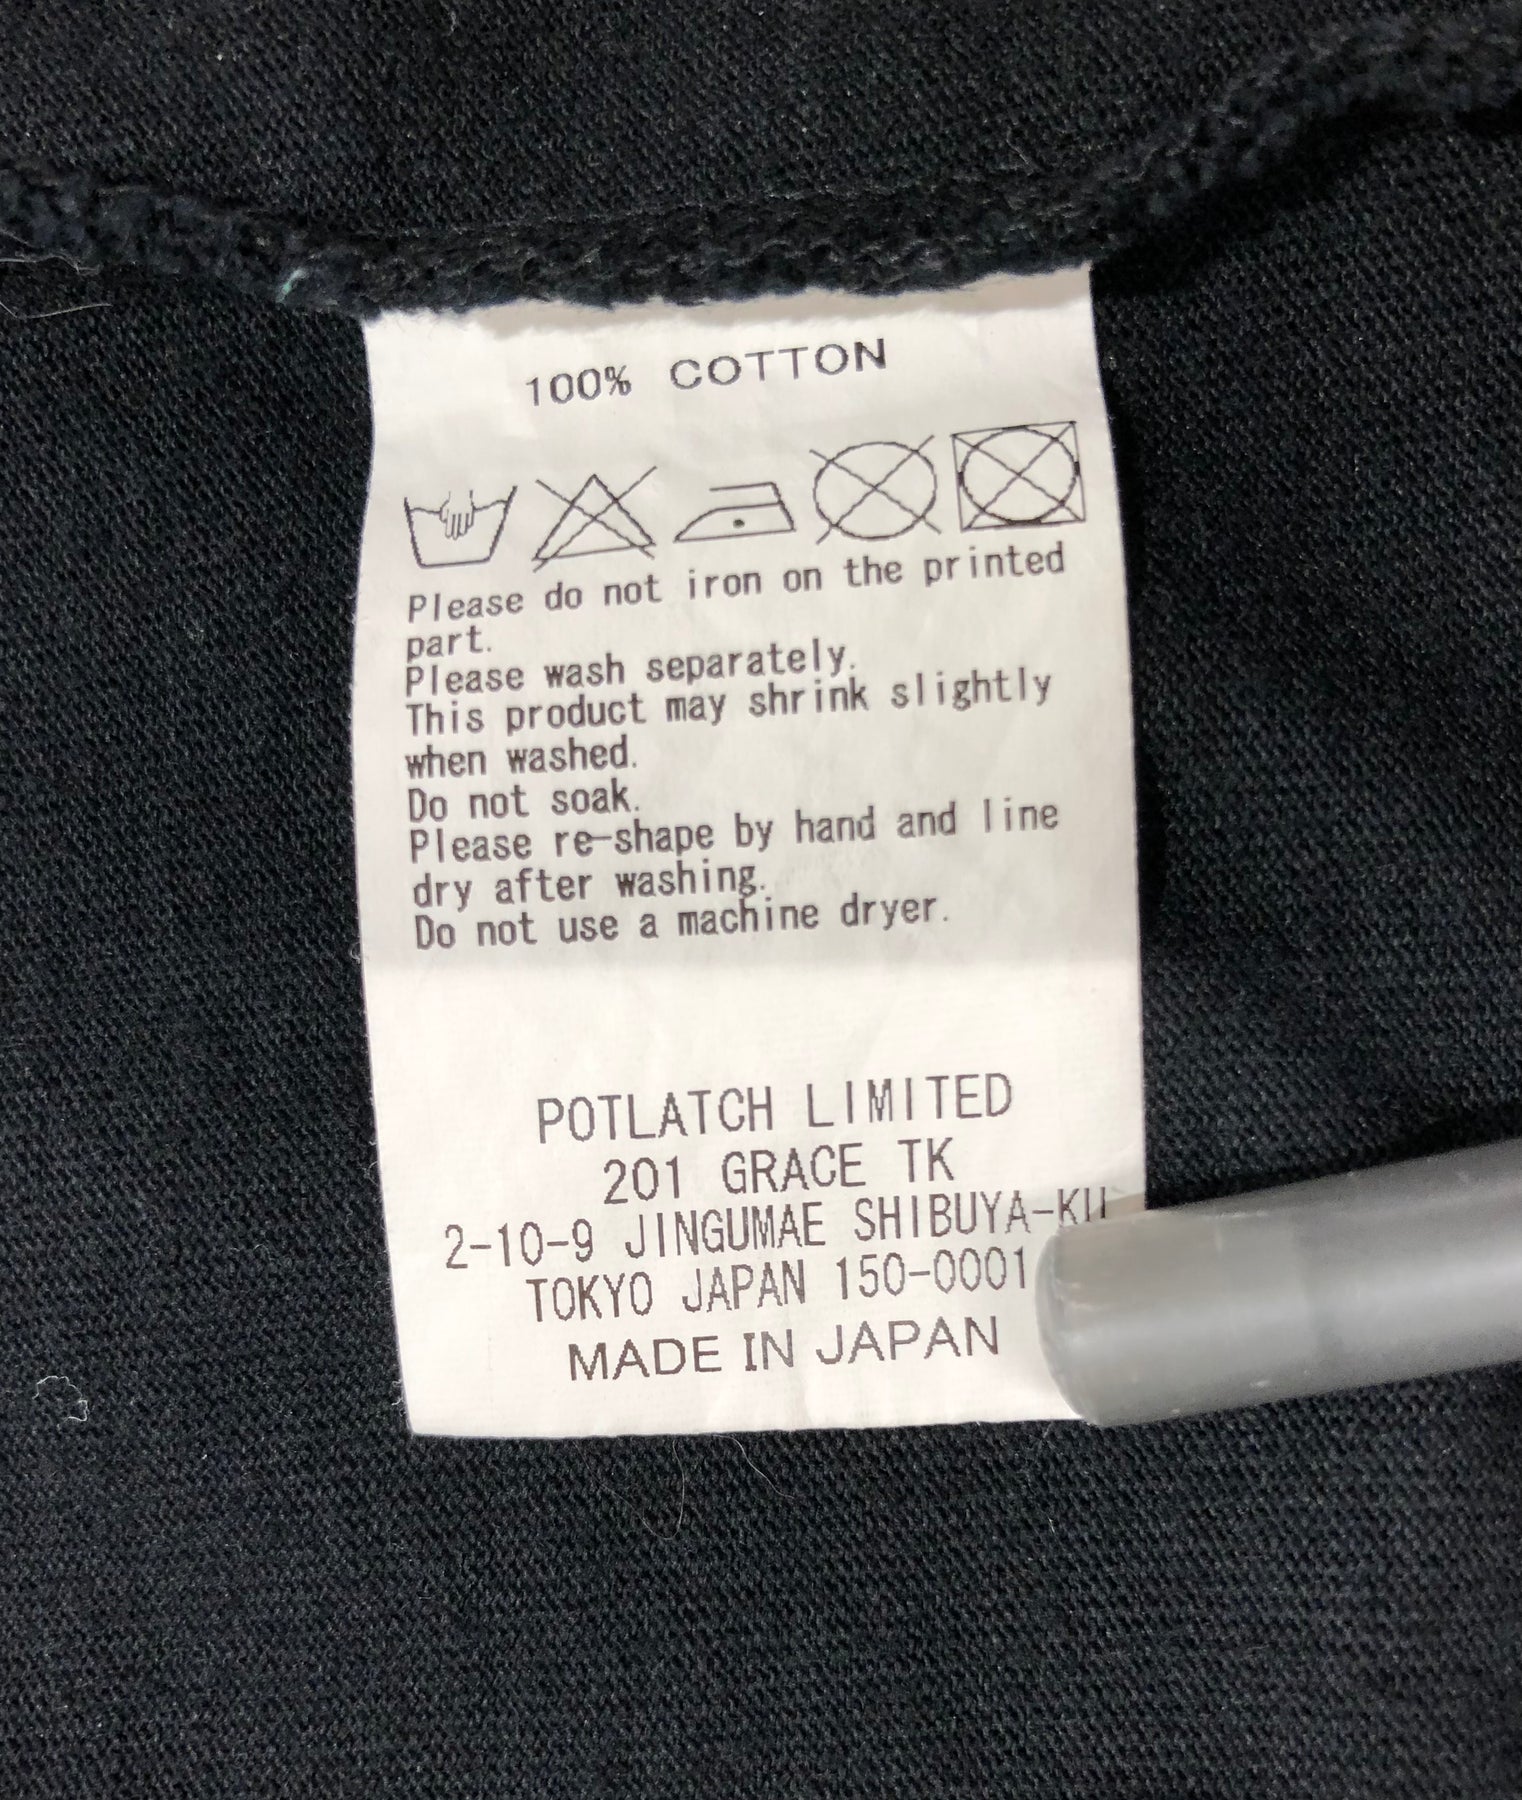 100% COTTON
Please do not iron on the printed
part.
Please wash separately.
This product may shrink slightly
when washed.
Do not soak.
Please re-shape by hand and line
dry after washing.
Do not use a machine dryer.
POTLATCH LIMITED
201 GRACE TK
2-10-9 JINGUMAE SHIBUYA-KU
TOKYO JAPAN 150-0001
MADE IN JAPAN